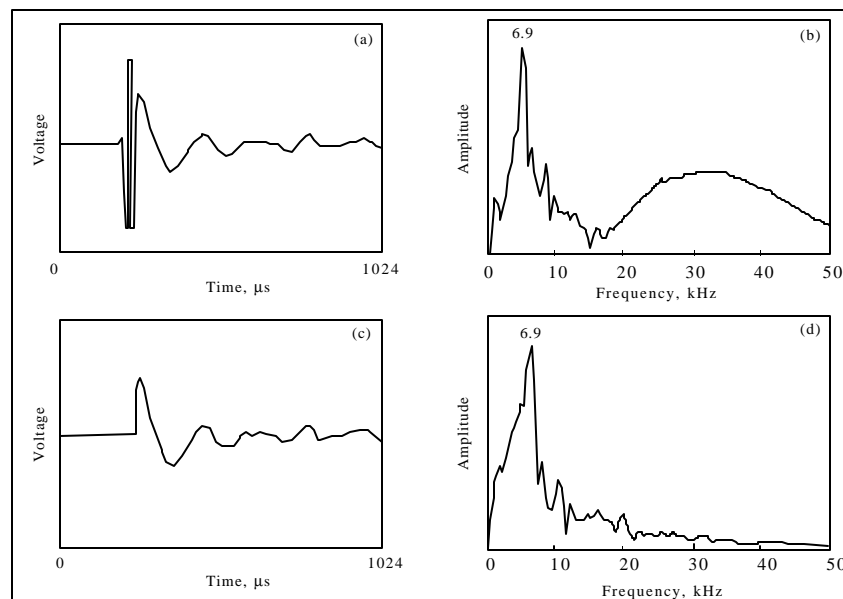 (a)
Voltage
0
1024
Time, μs
6.9
(b)
Amplitude
0 10 20 30 40 50
Frequency, kHz
(c)
Voltage
0
1024
Time, μs
6.9
(d)
Amplitude
0 10 20 30 40 50
Frequency, kHz